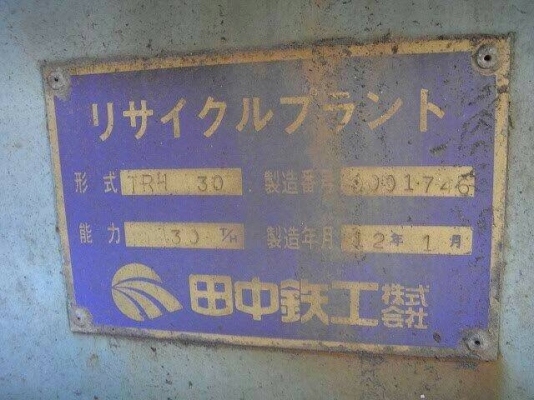 リサイクルプラント
形式 TRH 30 製造番号
能力 30 T/H 製造年月 12年 1月
田中鉄工株式会社